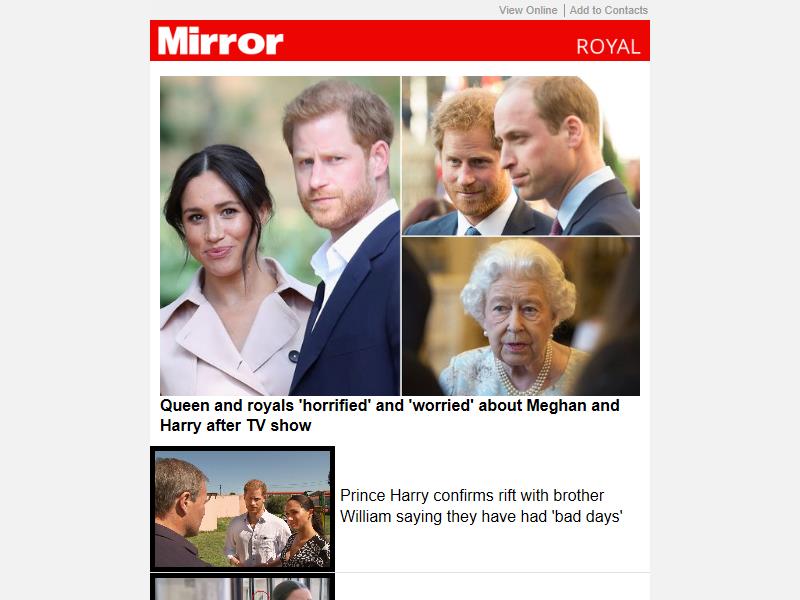 View Online | Add to Contacts
Mirror
ROYAL
Queen and royals 'horrified' and 'worried' about Meghan and
Harry after TV show
Prince Harry confirms rift with brother
William saying they have had 'bad days'